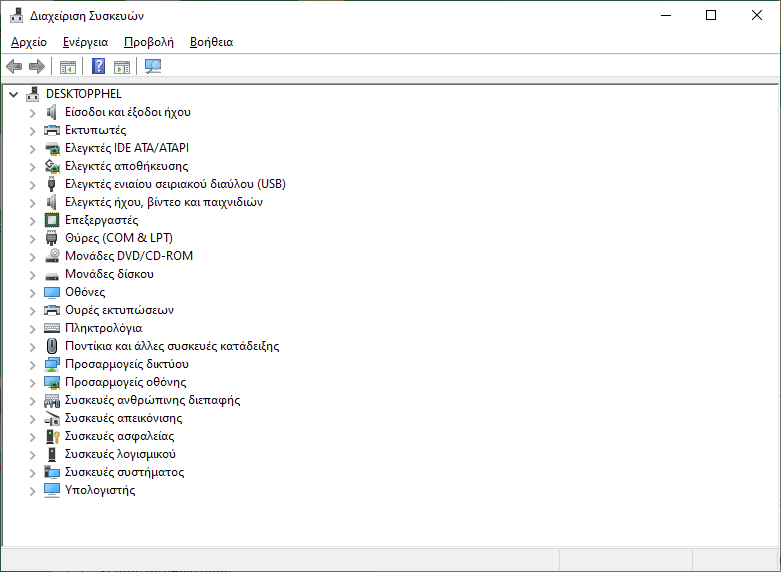 Διαχείριση Συσκευών
Αρχείο Ενέργεια Προβολή Βοήθεια
DESKTOPPHEL
Είσοδοι και έξοδοι ήχου
Εκτυπωτές
Ελεγκτές IDE ATA/ATAPI
Ελεγκτές αποθήκευσης
Ελεγκτές ενιαίου σειριακού διαύλου (USB)
Ελεγκτές ήχου, βίντεο και παιχνιδιών
Επεξεργαστές
Θύρες (COM & LPT)
Μονάδες DVD/CD-ROM
Μονάδες δίσκου
Οθόνες
Ουρές εκτυπώσεων
Πληκτρολόγια
Ποντίκια και άλλες συσκευές κατάδειξης
Προσαρμογείς δικτύου
Προσαρμογείς οθόνης
Συσκευές ανθρώπινης διεπαφής
Συσκευές απεικόνισης
Συσκευές ασφαλείας
Συσκευές λογισμικού
Συσκευές συστήματος
Υπολογιστής